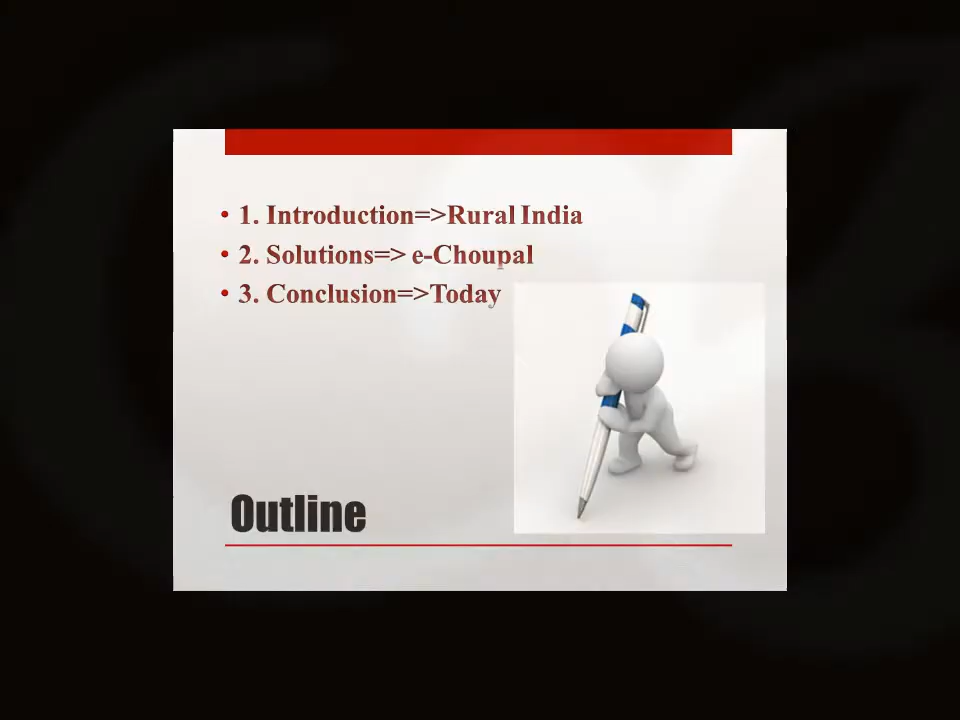 • 1. Introduction=>Rural India
• 2. Solutions=> e-Choupal
• 3. Conclusion=>Today
Outline